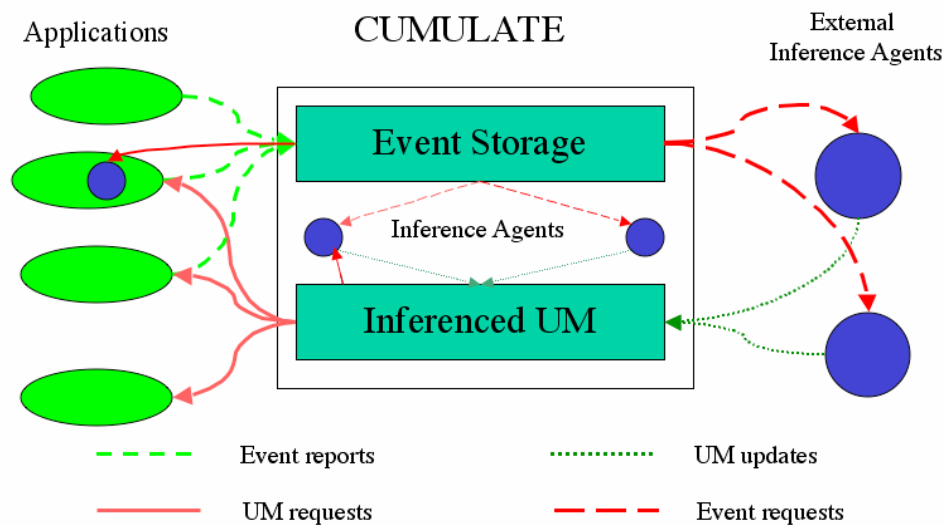 Applications
CUMULATE
External
Inference Agents
Event Storage
Inference Agents
Inferenced UM
Event reports
UM updates
UM requests
Event requests